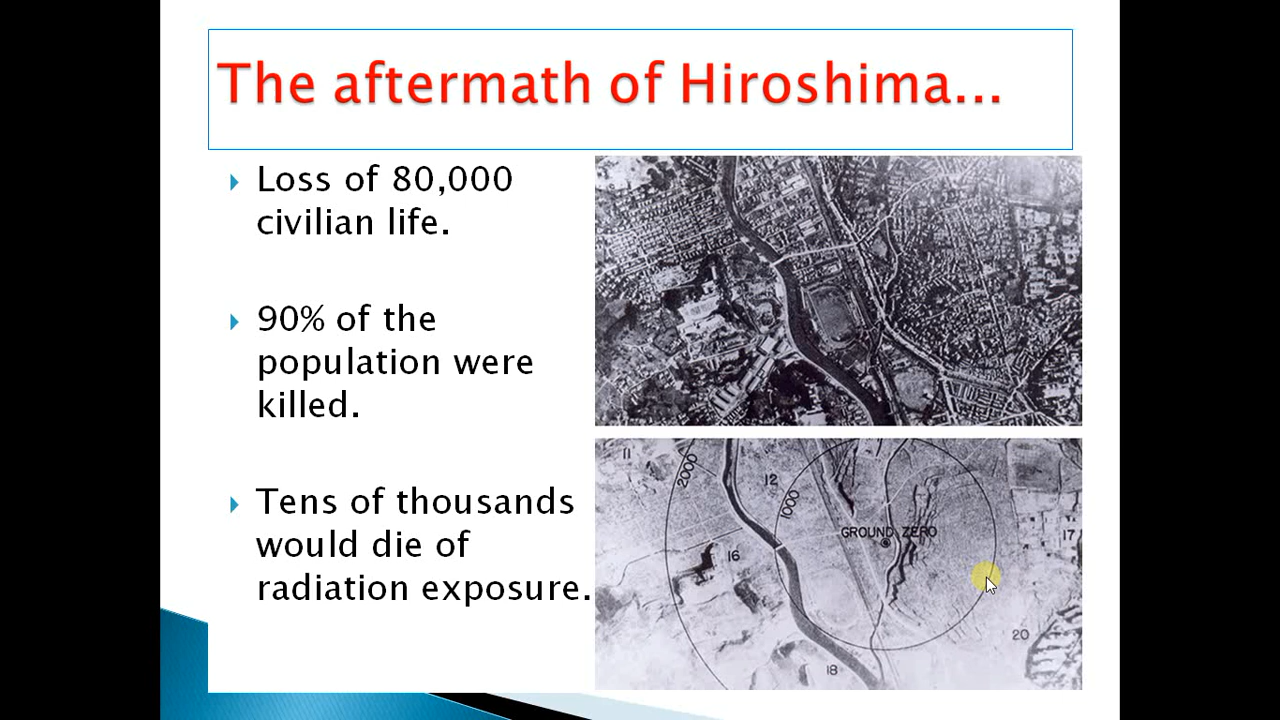 The aftermath of Hiroshima...
Loss of 80,000
civilian life.
90% of the
population were
killed.
Tens of thousands
would die of
radiation exposure.
11
2000
12
1000
GROUND ZERO
17
16
20
18